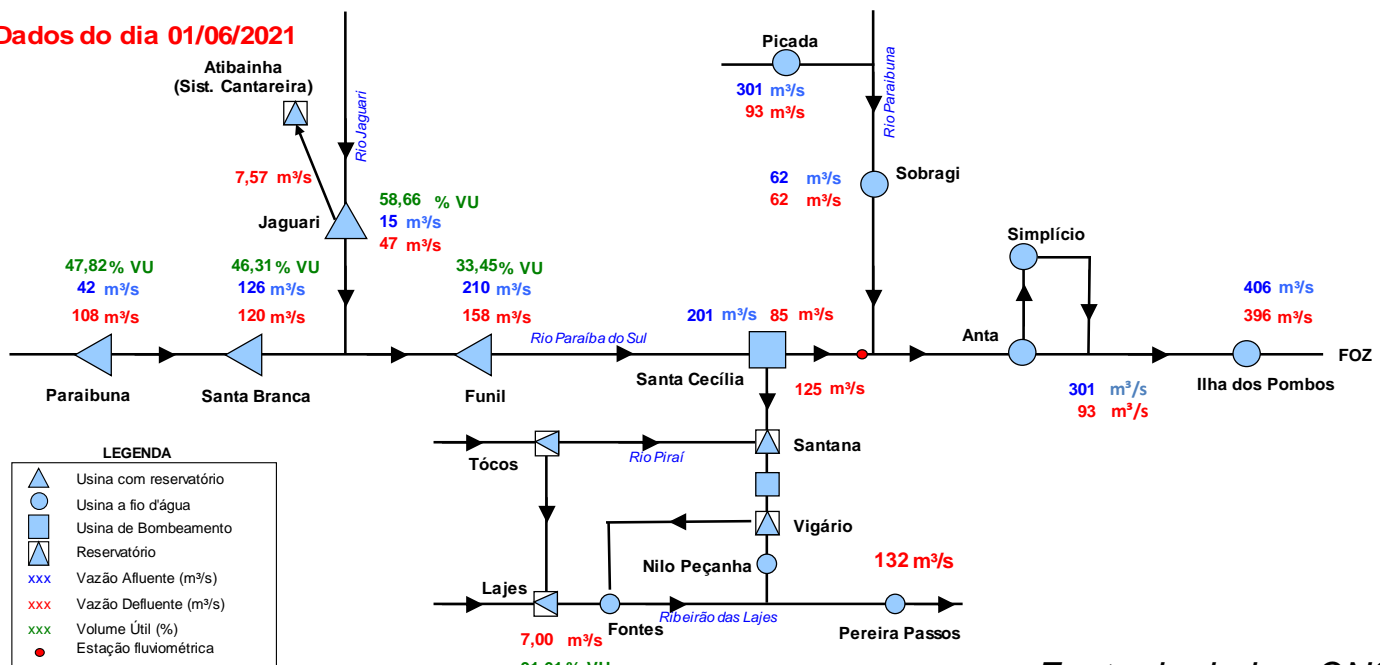 Dados do dia 01/06/2021
Atibainha
(Sist. Cantareira)
Rio Jaguari
7,57 m³/s
Jaguari
58,66 % VU
15 m³/s
47 m³/s
Picada
301 m³/s
93 m³/s
Rio Paraibuna
62 m³/s
62 m³/s
Sobragi
47,82 % VU
42 m³/s
108 m³/s
Paraibuna
46,31 % VU
126 m³/s
120 m³/s
Santa Branca
33,45 % VU
210 m³/s
158 m³/s
Funil
Rio Paraíba do Sul
201 m³/s 85 m³/s
Santa Cecília
125 m³/s
Simplício
Anta
301 m³/s
93 m³/s
406 m³/s
396 m³/s
Ilha dos Pombos
FOZ
Tócos
Rio Piraí
Santana
Vigário
Nilo Peçanha
132 m³/s
Lajes
Fontes
Ribeirão das Lajes
Pereira Passos
7,00 m³/s
LEGENDA
Usina com reservatório
Usina a fio d'água
Usina de Bombeamento
Reservatório
xxx Vazão Afluente (m³/s)
xxx Vazão Defluente (m³/s)
xxx Volume Útil (%)
Estação fluviométrica